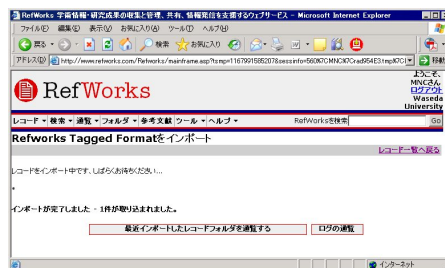 RefWorks 学術情報・研究成果の収集と管理、共有、情報発信を支援するウェブサービス - Microsoft Internet Explorer
ファイル(F) 編集(E) 表示(V) お気に入り(A) ツール(T) ヘルプ(H)
戻る 検索 お気に入り
アドレス(D) 移動
ようこそ、
MNCさん
ログアウト
RefWorks
Waseda
University
レコード 検索 通覧 フォルダ 参考文献 ツール ヘルプ RefWorksを検索 Go
Refworks Tagged Formatをインポート
レコード一覧へ戻る
レコードをインポート中です、しばらくお待ちください...
*
インポートが完了しました - 1件が取り込まれました。
最近インポートしたレコードフォルダを通覧する ログの通覧
インターネット